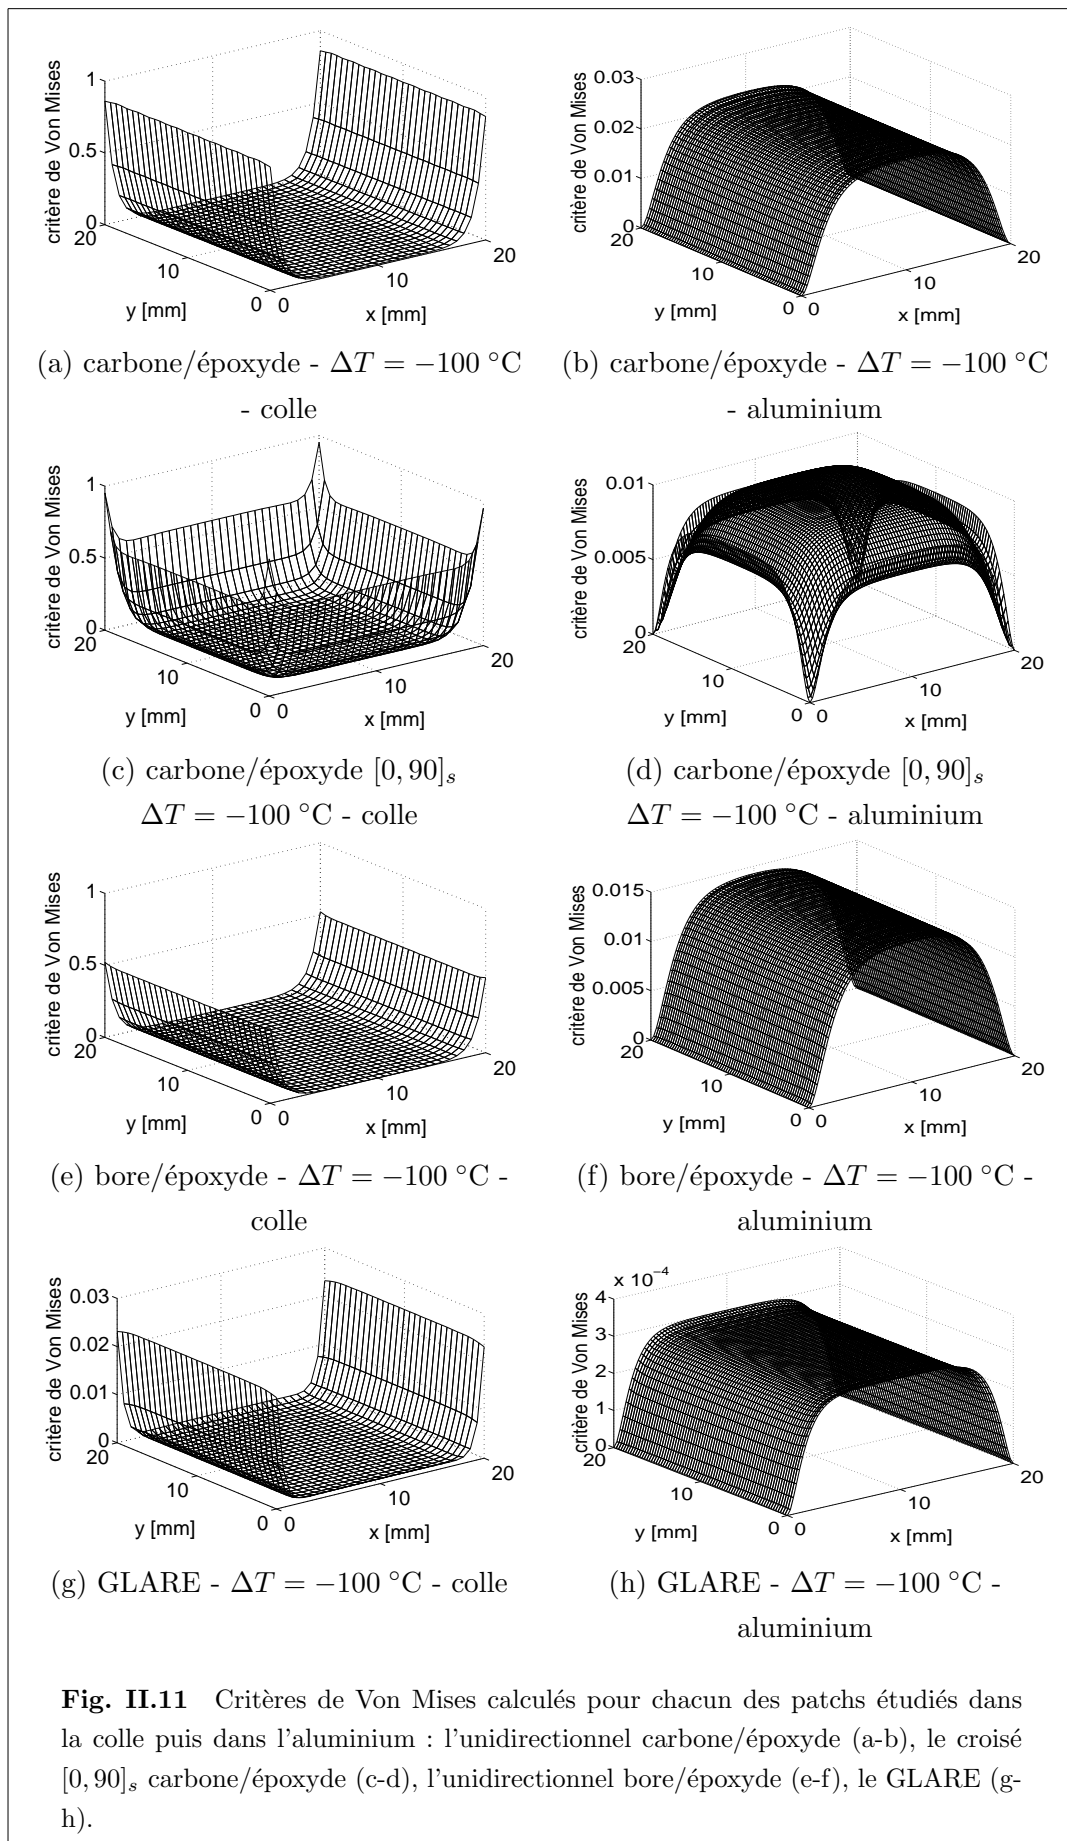 critère de Von Mises
1
0.5
0
20
10
0
y [mm]
0
10
20
x [mm]
critère de Von Mises
0.03
0.02
0.01
0
20
10
0
y [mm]
0
10
20
x [mm]
(a) carbone/époxyde - ΔT = −100 °C
- colle
(b) carbone/époxyde - ΔT = −100 °C
- aluminium
critère de Von Mises
1
0.5
0
20
10
0
y [mm]
0
10
20
x [mm]
critère de Von Mises
0.01
0.005
0
20
10
0
y [mm]
0
10
20
x [mm]
(c) carbone/époxyde [0, 90]s
ΔT = −100 °C - colle
(d) carbone/époxyde [0, 90]s
ΔT = −100 °C - aluminium
critère de Von Mises
1
0.5
0
20
10
0
y [mm]
0
10
20
x [mm]
critère de Von Mises
0.015
0.01
0.005
0
20
10
0
y [mm]
0
10
20
x [mm]
(e) bore/époxyde - ΔT = −100 °C -
colle
(f) bore/époxyde - ΔT = −100 °C -
aluminium
critère de Von Mises
0.03
0.02
0.01
0
20
10
0
y [mm]
0
10
20
x [mm]
critère de Von Mises
x 10⁻⁴
4
3
2
1
0
20
10
0
y [mm]
0
10
20
x [mm]
(g) GLARE - ΔT = −100 °C - colle
(h) GLARE - ΔT = −100 °C -
aluminium
Fig. II.11 Critères de Von Mises calculés pour chacun des patchs étudiés dans
la colle puis dans l'aluminium : l'unidirectionnel carbone/époxyde (a-b), le croisé
[0, 90]s carbone/époxyde (c-d), l'unidirectionnel bore/époxyde (e-f), le GLARE (g-
h).